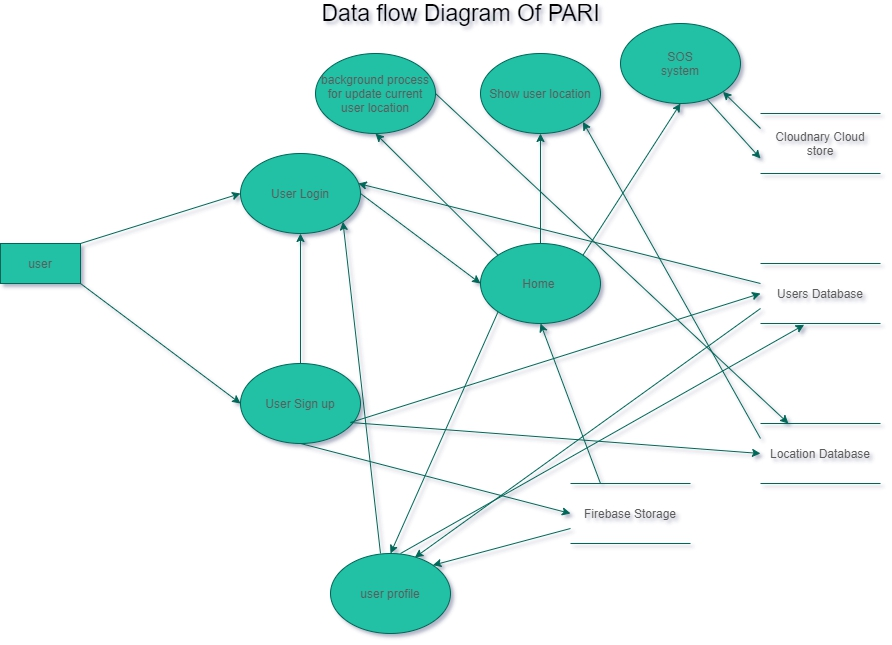 Data flow Diagram Of PARI
SOS
system
background process
for update current
user location
Show user location
Cloudnary Cloud
store
User Login
user
Home
Users Database
User Sign up
Location Database
Firebase Storage
user profile